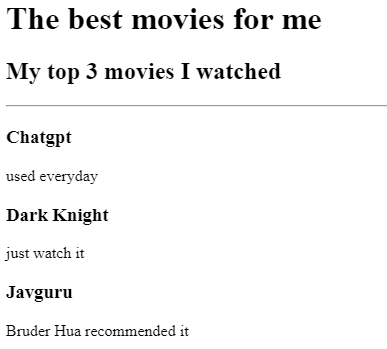 The best movies for me
My top 3 movies I watched
Chatgpt
used everyday
Dark Knight
just watch it
Javguru
Bruder Hua recommended it